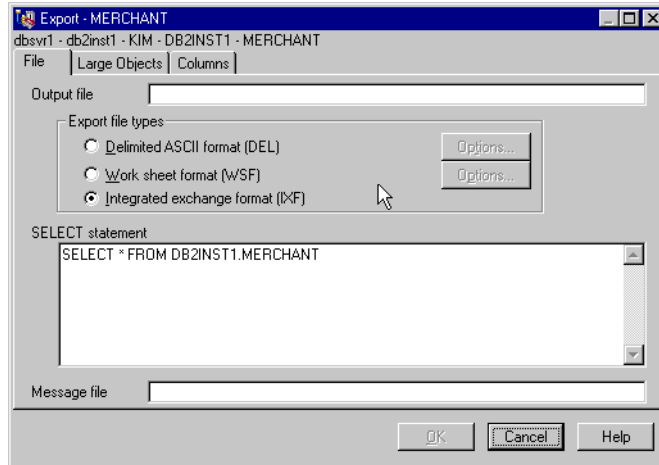 Export - MERCHANT
dbsvr1 - db2inst1 - KIM - DB2INST1 - MERCHANT
File Large Objects Columns
Output file
Export file types
Delimited ASCII format (DEL) Options...
Work sheet format (WSF) Options...
Integrated exchange format (IXF)
SELECT statement
SELECT * FROM DB2INST1.MERCHANT
Message file
OK Cancel Help